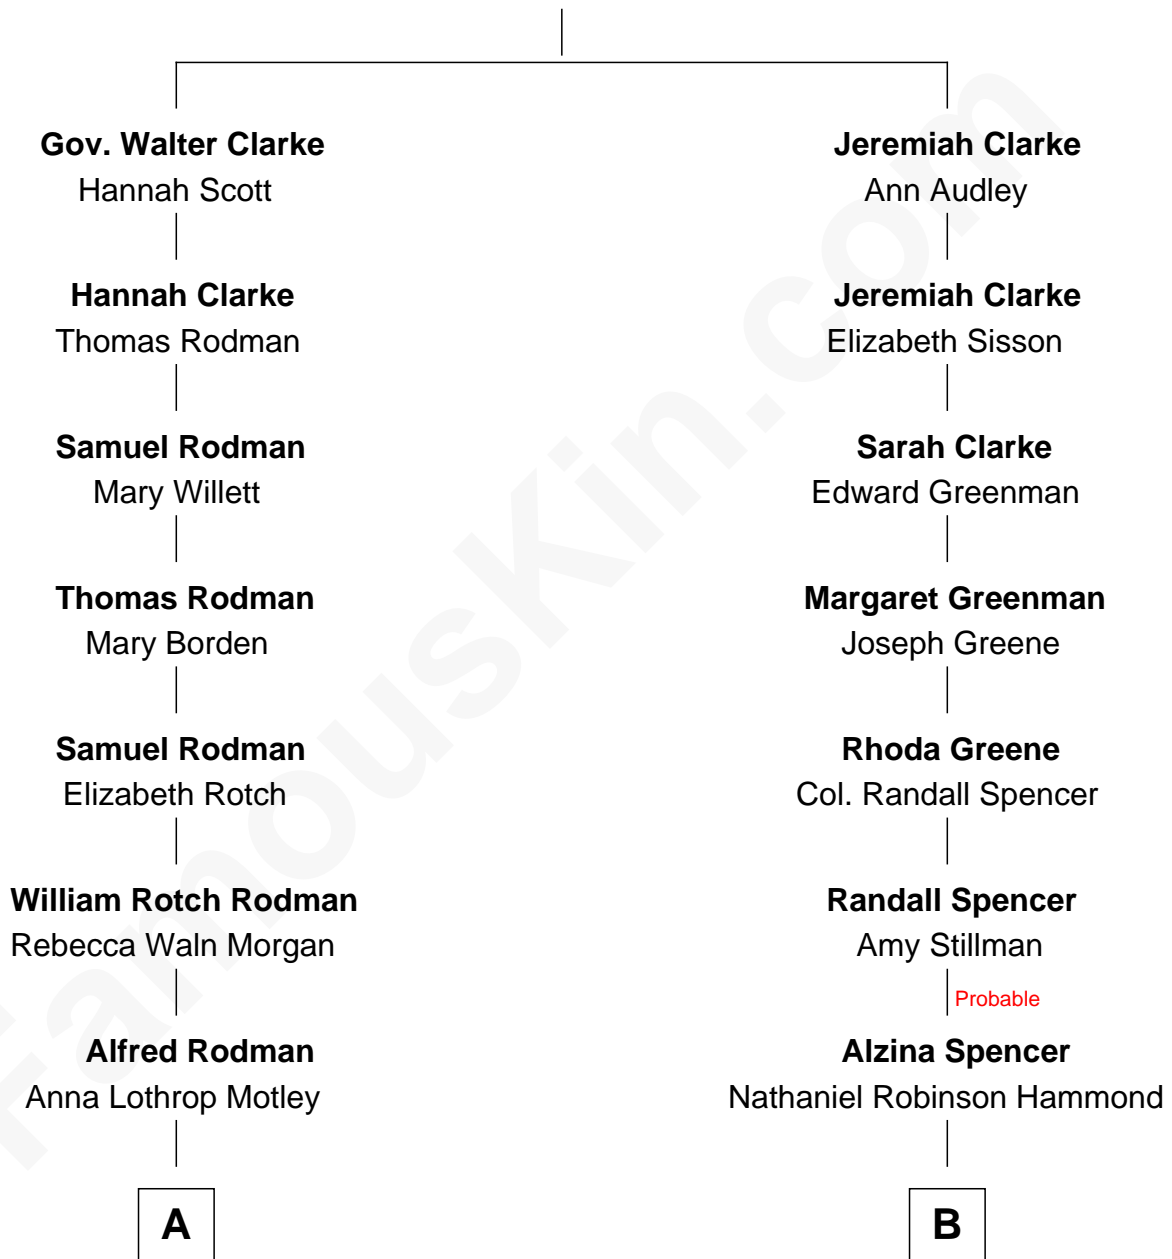 Gov. Walter Clarke
Hannah Scott
Hannah Clarke
Thomas Rodman
Samuel Rodman
Mary Willett
Thomas Rodman
Mary Borden
Samuel Rodman
Elizabeth Rotch
William Rotch Rodman
Rebecca Waln Morgan
Alfred Rodman
Anna Lothrop Motley
A
Jeremiah Clarke
Ann Audley
Jeremiah Clarke
Elizabeth Sisson
Sarah Clarke
Edward Greenman
Margaret Greenman
Joseph Greene
Rhoda Greene
Col. Randall Spencer
Randall Spencer
Amy Stillman
Probable
Alzina Spencer
Nathaniel Robinson Hammond
B
FamousKin.com